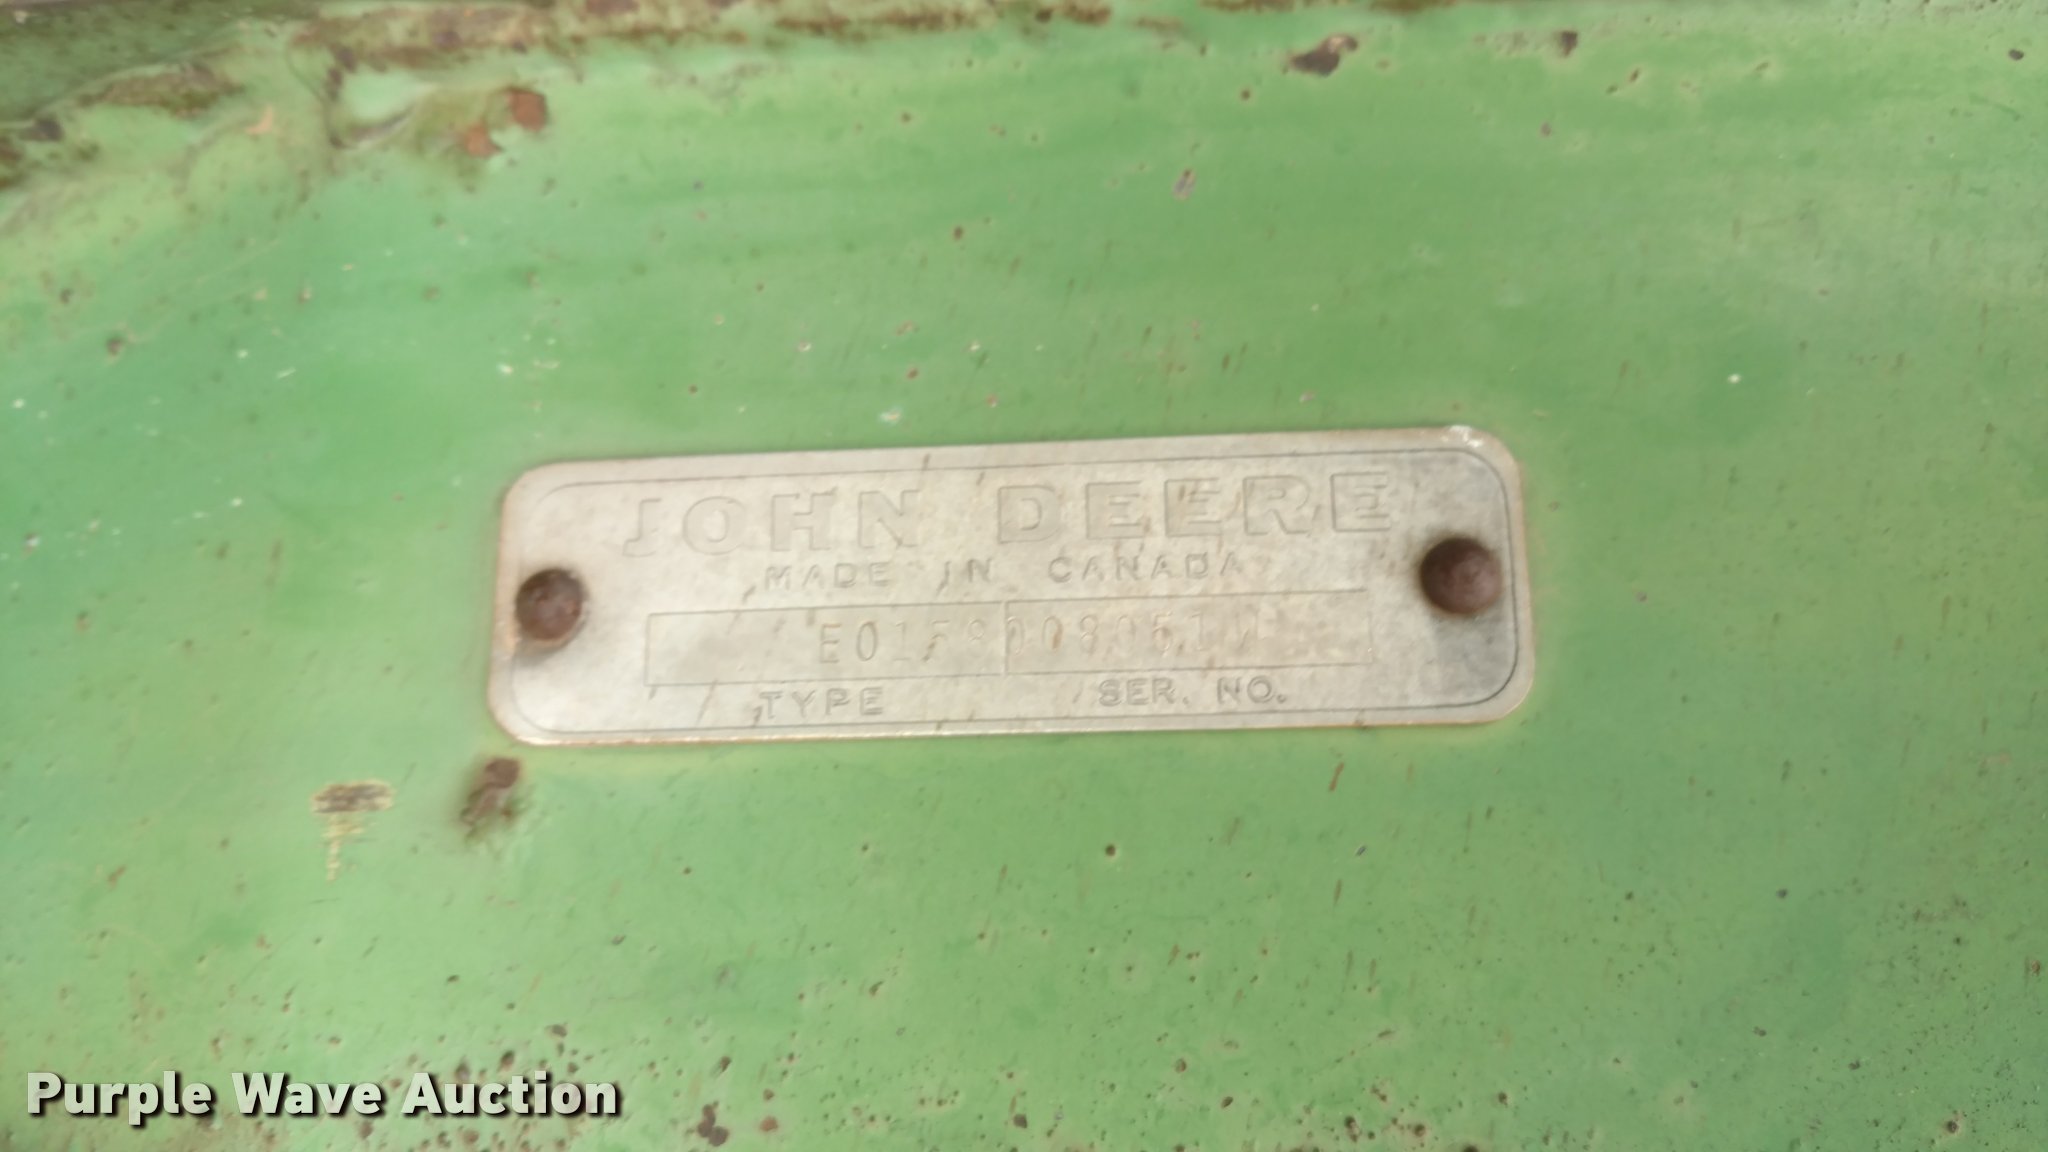 JOHN DEERE
MADE IN CANADA
TYPE SER. NO.
Purple Wave Auction